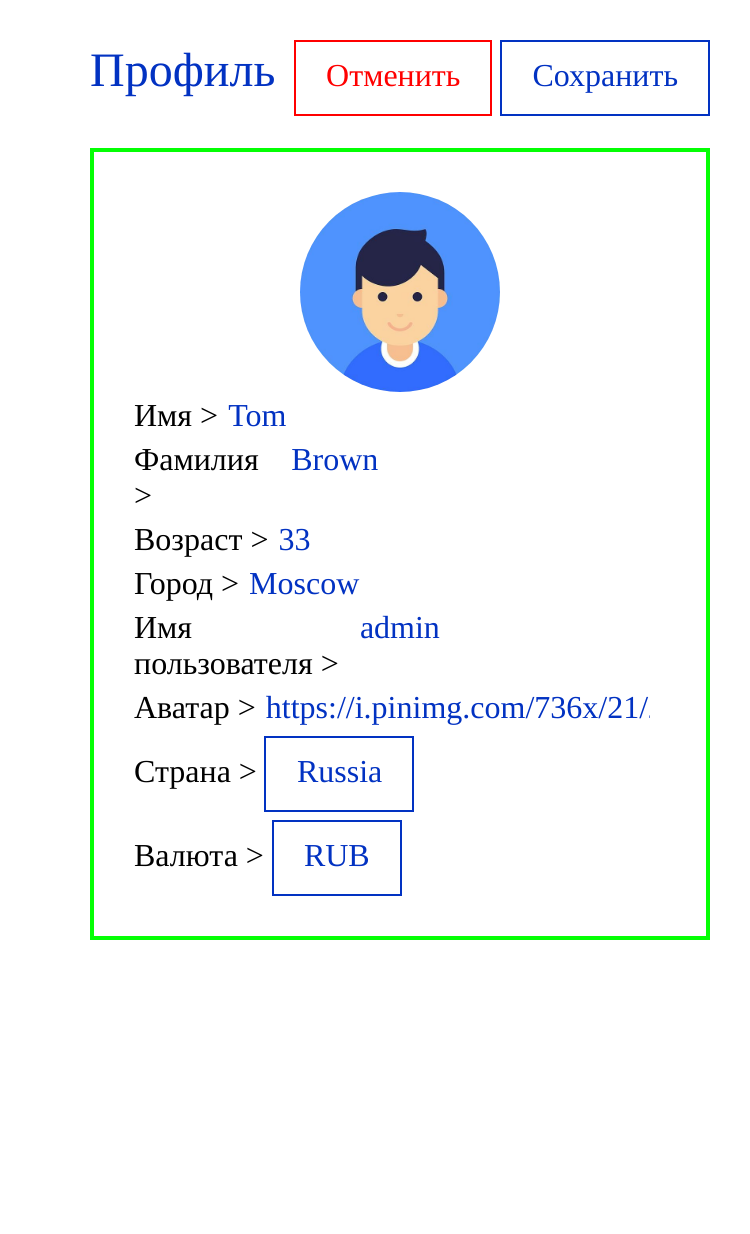 Профиль Отменить Сохранить
Имя > Tom
Фамилия Brown
>
Возраст > 33
Город > Moscow
Имя admin
пользователя >
Аватар > https://i.pinimg.com/736x/21/
Страна > Russia
Валюта > RUB